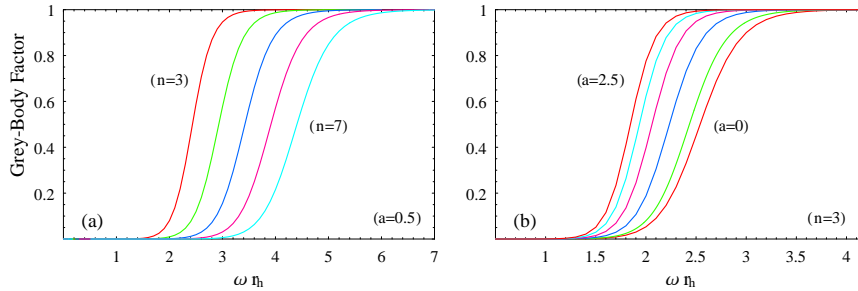 Grey-Body Factor
1
0.8
0.6
0.4
0.2
(n=3)
(n=7)
(a)
(a=0.5)
1 2 3 4 5 6 7
ω rh
1
0.8
0.6
0.4
0.2
(a=2.5)
(a=0)
(b)
(n=3)
1 1.5 2 2.5 3 3.5 4
ω rh